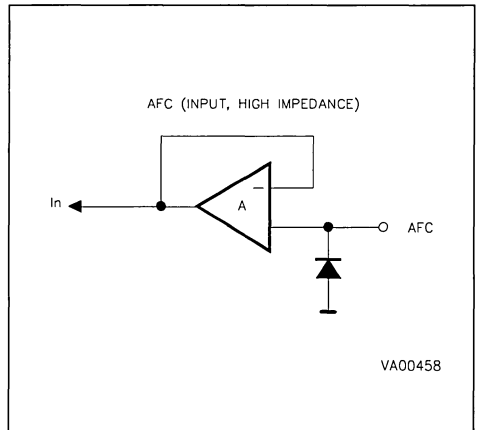 AFC (INPUT, HIGH IMPEDANCE)
In
A
AFC
VA00458